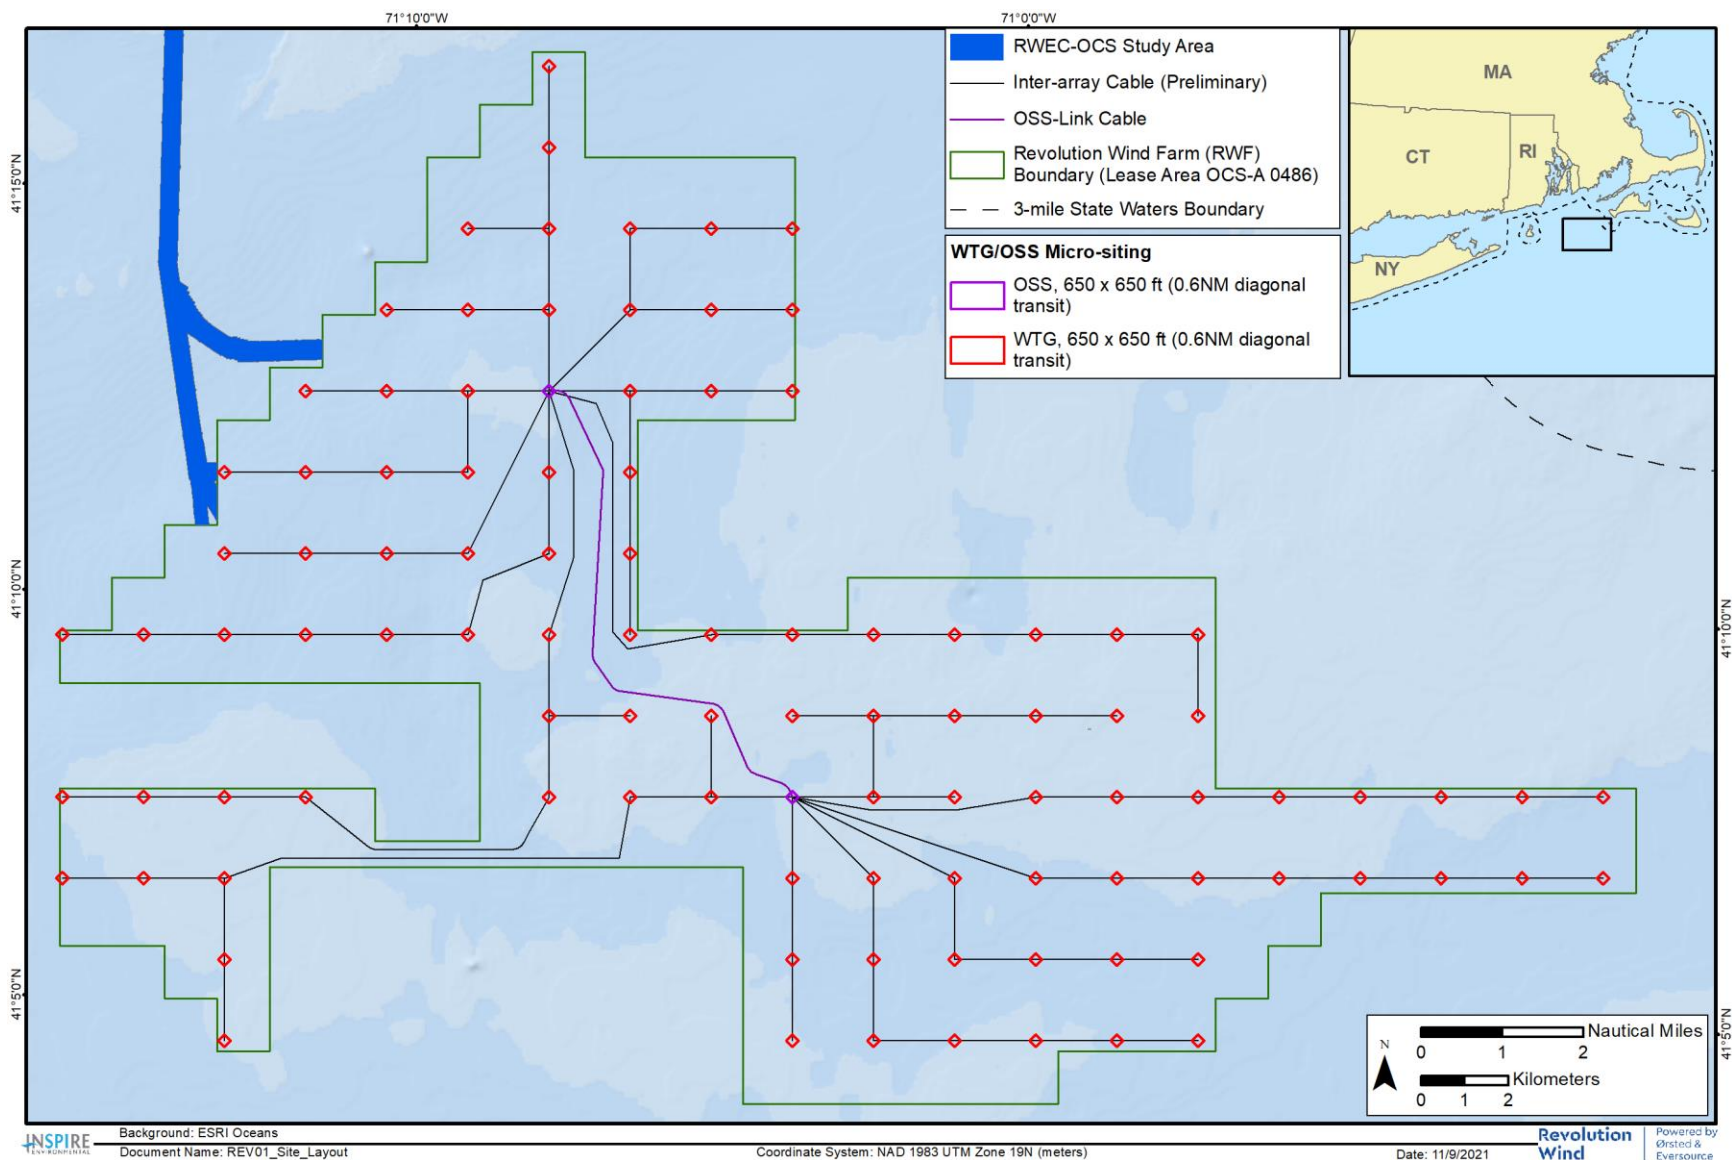 71°10'0"W
71°0'0"W
RWEC-OCS Study Area
Inter-array Cable (Preliminary)
OSS-Link Cable
Revolution Wind Farm (RWF)
Boundary (Lease Area OCS-A 0486)
3-mile State Waters Boundary
WTG/OSS Micro-siting
OSS, 650 x 650 ft (0.6NM diagonal
transit)
WTG, 650 x 650 ft (0.6NM diagonal
transit)
MA
CT
RI
NY
41°15'0"N
41°10'0"N
41°10'0"N
41°5'0"N
41°5'0"N
N
Nautical Miles
0 1 2
Kilometers
0 1 2
INSPIRE
ENVIRONMENTAL
Background: ESRI Oceans
Document Name: REV01_Site_Layout
Coordinate System: NAD 1983 UTM Zone 19N (meters)
Date: 11/9/2021
Revolution
Wind
Powered by
Ørsted &
Eversource